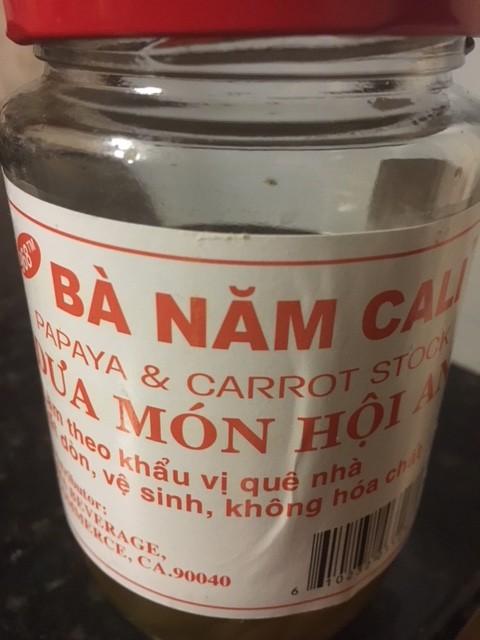 BÀ NĂM CALI
PAPAYA & CARROT STOCK
DƯA MÓN HỘI AN
theo khẩu vị quê nhà
dòn, vệ sinh, không hóa chất
BEVERAGE,
CA.90040
6